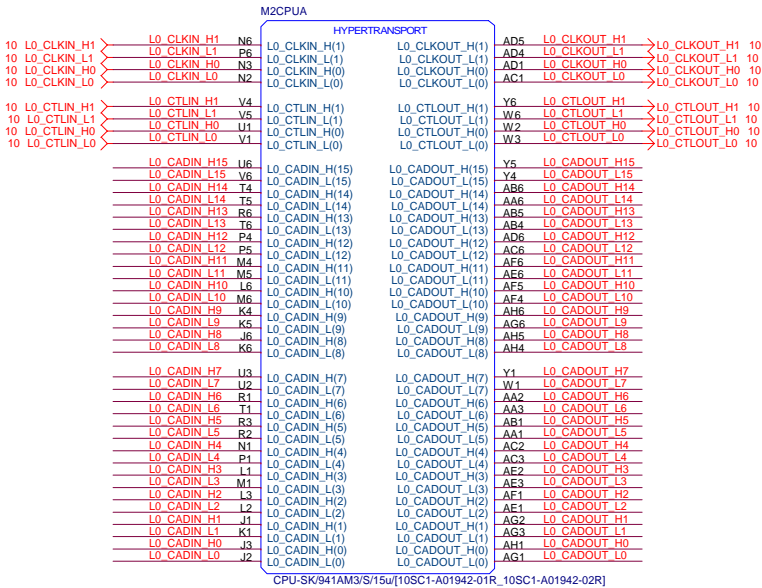 M2CPUA
HYPERTRANSPORT
10 L0_CLKIN_H1 L0_CLKIN_H1 N6 L0_CLKIN_H(1) L0_CLKOUT_H(1) AD5 L0_CLKOUT_H1 L0_CLKOUT_H1 10
10 L0_CLKIN_L1 L0_CLKIN_L1 P6 L0_CLKIN_L(1) L0_CLKOUT_L(1) AD4 L0_CLKOUT_L1 L0_CLKOUT_L1 10
10 L0_CLKIN_H0 L0_CLKIN_H0 N3 L0_CLKIN_H(0) L0_CLKOUT_H(0) AD1 L0_CLKOUT_H0 L0_CLKOUT_H0 10
10 L0_CLKIN_L0 L0_CLKIN_L0 N2 L0_CLKIN_L(0) L0_CLKOUT_L(0) AC1 L0_CLKOUT_L0 L0_CLKOUT_L0 10
10 L0_CTLIN_H1 L0_CTLIN_H1 V4 L0_CTLIN_H(1) L0_CTLOUT_H(1) Y6 L0_CTLOUT_H1 L0_CTLOUT_H1 10
10 L0_CTLIN_L1 L0_CTLIN_L1 V5 L0_CTLIN_L(1) L0_CTLOUT_L(1) W6 L0_CTLOUT_L1 L0_CTLOUT_L1 10
10 L0_CTLIN_H0 L0_CTLIN_H0 U1 L0_CTLIN_H(0) L0_CTLOUT_H(0) W2 L0_CTLOUT_H0 L0_CTLOUT_H0 10
10 L0_CTLIN_L0 L0_CTLIN_L0 V1 L0_CTLIN_L(0) L0_CTLOUT_L(0) W3 L0_CTLOUT_L0 L0_CTLOUT_L0 10
L0_CADIN_H15 U6 L0_CADIN_H(15) L0_CADOUT_H(15) Y5 L0_CADOUT_H15
L0_CADIN_L15 V6 L0_CADIN_L(15) L0_CADOUT_L(15) Y4 L0_CADOUT_L15
L0_CADIN_H14 T4 L0_CADIN_H(14) L0_CADOUT_H(14) AB6 L0_CADOUT_H14
L0_CADIN_L14 T5 L0_CADIN_L(14) L0_CADOUT_L(14) AA6 L0_CADOUT_L14
L0_CADIN_H13 R6 L0_CADIN_H(13) L0_CADOUT_H(13) AB5 L0_CADOUT_H13
L0_CADIN_L13 T6 L0_CADIN_L(13) L0_CADOUT_L(13) AB4 L0_CADOUT_L13
L0_CADIN_H12 P4 L0_CADIN_H(12) L0_CADOUT_H(12) AD6 L0_CADOUT_H12
L0_CADIN_L12 P5 L0_CADIN_L(12) L0_CADOUT_L(12) AC6 L0_CADOUT_L12
L0_CADIN_H11 M4 L0_CADIN_H(11) L0_CADOUT_H(11) AF6 L0_CADOUT_H11
L0_CADIN_L11 M5 L0_CADIN_L(11) L0_CADOUT_L(11) AE6 L0_CADOUT_L11
L0_CADIN_H10 L6 L0_CADIN_H(10) L0_CADOUT_H(10) AF5 L0_CADOUT_H10
L0_CADIN_L10 M6 L0_CADIN_L(10) L0_CADOUT_L(10) AF4 L0_CADOUT_L10
L0_CADIN_H9 K4 L0_CADIN_H(9) L0_CADOUT_H(9) AH6 L0_CADOUT_H9
L0_CADIN_L9 K5 L0_CADIN_L(9) L0_CADOUT_L(9) AG6 L0_CADOUT_L9
L0_CADIN_H8 J6 L0_CADIN_H(8) L0_CADOUT_H(8) AH5 L0_CADOUT_H8
L0_CADIN_L8 K6 L0_CADIN_L(8) L0_CADOUT_L(8) AH4 L0_CADOUT_L8
L0_CADIN_H7 U3 L0_CADIN_H(7) L0_CADOUT_H(7) Y1 L0_CADOUT_H7
L0_CADIN_L7 U2 L0_CADIN_L(7) L0_CADOUT_L(7) W1 L0_CADOUT_L7
L0_CADIN_H6 R1 L0_CADIN_H(6) L0_CADOUT_H(6) AA2 L0_CADOUT_H6
L0_CADIN_L6 T1 L0_CADIN_L(6) L0_CADOUT_L(6) AA3 L0_CADOUT_L6
L0_CADIN_H5 R3 L0_CADIN_H(5) L0_CADOUT_H(5) AB1 L0_CADOUT_H5
L0_CADIN_L5 R2 L0_CADIN_L(5) L0_CADOUT_L(5) AA1 L0_CADOUT_L5
L0_CADIN_H4 N1 L0_CADIN_H(4) L0_CADOUT_H(4) AC2 L0_CADOUT_H4
L0_CADIN_L4 P1 L0_CADIN_L(4) L0_CADOUT_L(4) AC3 L0_CADOUT_L4
L0_CADIN_H3 L1 L0_CADIN_H(3) L0_CADOUT_H(3) AE2 L0_CADOUT_H3
L0_CADIN_L3 M1 L0_CADIN_L(3) L0_CADOUT_L(3) AE3 L0_CADOUT_L3
L0_CADIN_H2 L3 L0_CADIN_H(2) L0_CADOUT_H(2) AF1 L0_CADOUT_H2
L0_CADIN_L2 L2 L0_CADIN_L(2) L0_CADOUT_L(2) AE1 L0_CADOUT_L2
L0_CADIN_H1 J1 L0_CADIN_H(1) L0_CADOUT_H(1) AG2 L0_CADOUT_H1
L0_CADIN_L1 K1 L0_CADIN_L(1) L0_CADOUT_L(1) AG3 L0_CADOUT_L1
L0_CADIN_H0 J3 L0_CADIN_H(0) L0_CADOUT_H(0) AH1 L0_CADOUT_H0
L0_CADIN_L0 J2 L0_CADIN_L(0) L0_CADOUT_L(0) AG1 L0_CADOUT_L0
CPU-SK/941AM3/S/15u/[10SC1-A01942-01R_10SC1-A01942-02R]